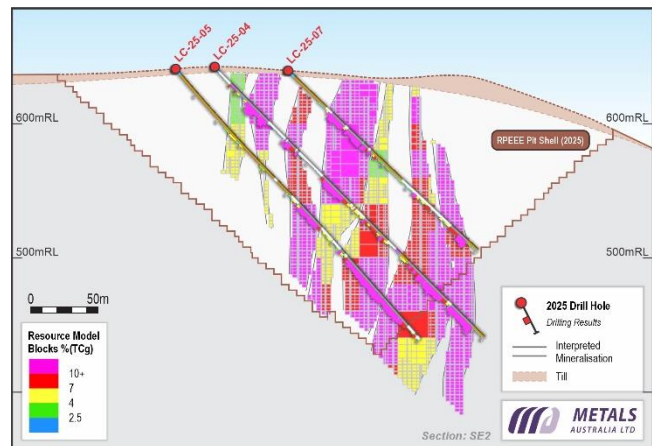 LC-25-05
LC-25-04
LC-25-07
600mRL
600mRL
RPEEE Pit Shell (2025)
500mRL
500mRL
0 50m
Resource Model
Blocks %(TCg)
10+
7
4
2.5
2025 Drill Hole
Drilling Results
Interpreted
Mineralisation
Till
Section: SE2
METALS
AUSTRALIA LTD